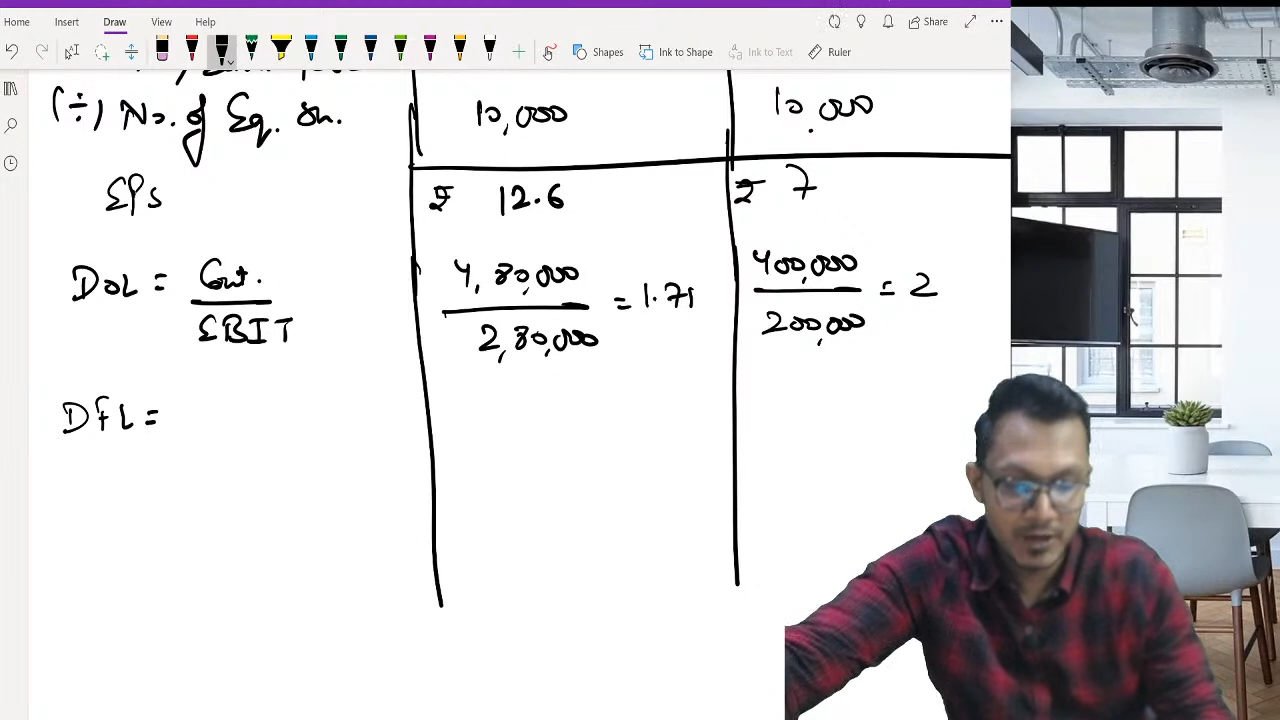 Home Insert Draw View Help Share
Shapes Ink to Shape Ink to Text Ruler
(÷) No. of Eq. sh. 10,000 10,000
EPS ₹ 12.6 ₹ 7
DOL = Cont. / EBIT 4,80,000 / 2,80,000 = 1.71 400,000 / 200,000 = 2
DFL =